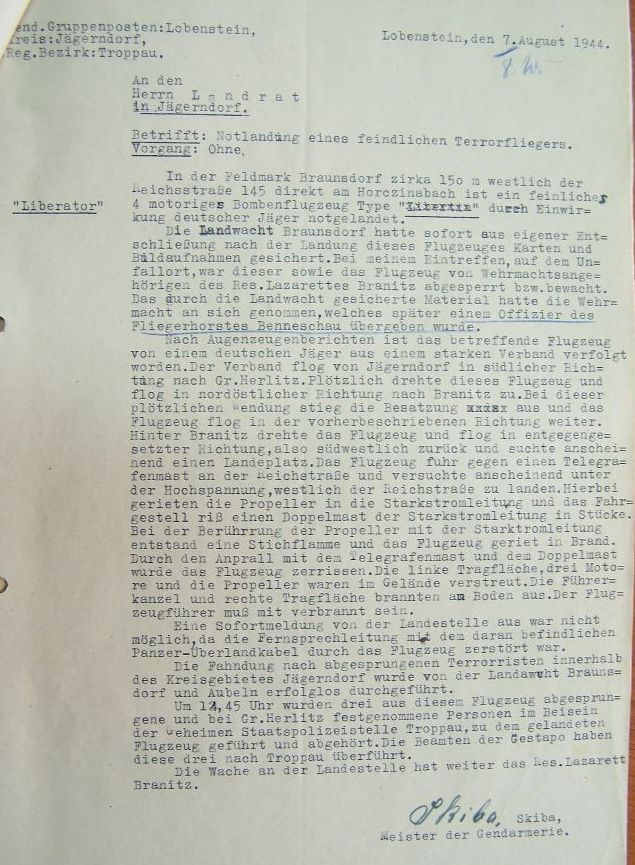 end.Gruppenposten:Lobenstein,
Kreis:Jägerndorf,
Reg.Bezirk:Troppau.
Lobenstein,den 7.August 1944.
An den
Herrn L a n d r a t
in Jägerndorf.
Betrifft: Notlandung eines feindlichen Terrorfliegers.
Vorgang: Ohne,
In der Feldmark Braunsdorf zirka 150 m westlich der
Reichsstraße 145 direkt am Horczinabach ist ein feinliches
"Liberator"
4 motoriges Bombenflugzeug Type "Libertin" durch Einwir=
kung deutscher Jäger notgelandet.
Die Landwacht Braunsdorf hatte sofort aus eigener Ent=
schließung nach der Landung dieses Flugzeuges Karten und
Bildaufnahmen gesichert.Bei meinem Eintreffen,auf dem Un=
fallort,war dieser sowie das Flugzeug von Wehrmachtsange=
hörigen des Res.Lazarettes Branitz abgesperrt bzw.bewacht.
Das durch die Landwacht gesicherte Material hatte die Wehr=
macht an sich genommen,welches später einem Offizier des
Fliegerhorstes Benneschau übergeben wurde.
Nach Augenzeugenberichten ist das betreffende Flugzeug
von einem deutschen Jäger aus einem starken Verband verfolgt
worden.Der Verband flog von Jägerndorf in südlicher Rich=
tung nach Gr.Herlitz.Plötzlich drehte dieses Flugzeug und
flog in nordöstlicher Richtung nach Branitz zu.Bei dieser
plötzlichen Wendung stieg die Besatzung xxxxx aus und das
Flugzeug flog in der vorherbeschriebenen Richtung weiter.
Hinter Branitz drehte das Flugzeug und flog in entgegenge=
setzter Richtung,also südwestlich zurück und suchte anschei=
nend einen Landeplatz.Das Flugzeug fuhr gegen einen Telegra=
fenmast an der Reichstraße und versuchte anscheinend unter
der Hochspannung,westlich der Reichstraße zu landen.Hierbei
gerieten die Propeller in die Starkstromleitung und das Fahr=
gestell riß einen Doppelmast der Starkstromleitung in Stücke.
Bei der Berührrung der Propeller mit der Starktromleitung
entstand eine Stichflamme und das Flugzeug geriet in Brand.
Durch den Anprall mit dem Telegrafenmast und dem Doppelmast
wurde das Flugzeug zerrissen.Die linke Tragfläche,drei Moto=
re und die Propeller waren im Gelände verstreut.Die Führer=
kanzel und rechte Tragfläche brannten am Boden aus.Der Flug=
zeugführer muß mit verbrannt sein.
Eine Sofortmeldung von der Landestelle aus war nicht
möglich,da die Fernsprechleitung mit dem daran befindlichen
Panzer-Überlandkabel durch das Flugzeug zerstört war.
Die Fahndung nach abgesprungenen Terroristen innerhalb
des Kreisgebietes Jägerndorf wurde von der Landawcht Brauns=
dorf und Aubeln erfolglos durchgeführt.
Um 12,45 Uhr wurden drei aus diesem Flugzeug abgesprun=
gene und bei Gr.Herlitz festgenommene Personen im Beisein
der Geheimen Staatspolizeistelle Troppau,zu dem gelandeten
Flugzeug geführt und abgehört.Die Beamten der Gestapo haben
diese drei nach Troppau überführt.
Die Wache an der Landestelle hat weiter das Res.Lazarett
Branitz.
Skiba, Skiba,
Meister der Gendarmerie.